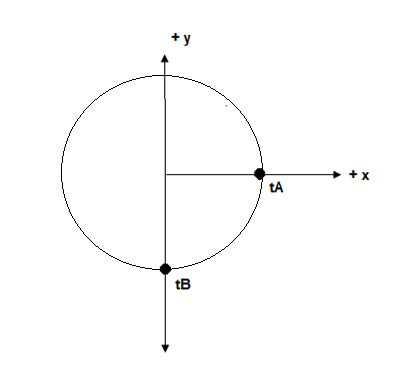 + y
+ x
tA
tB